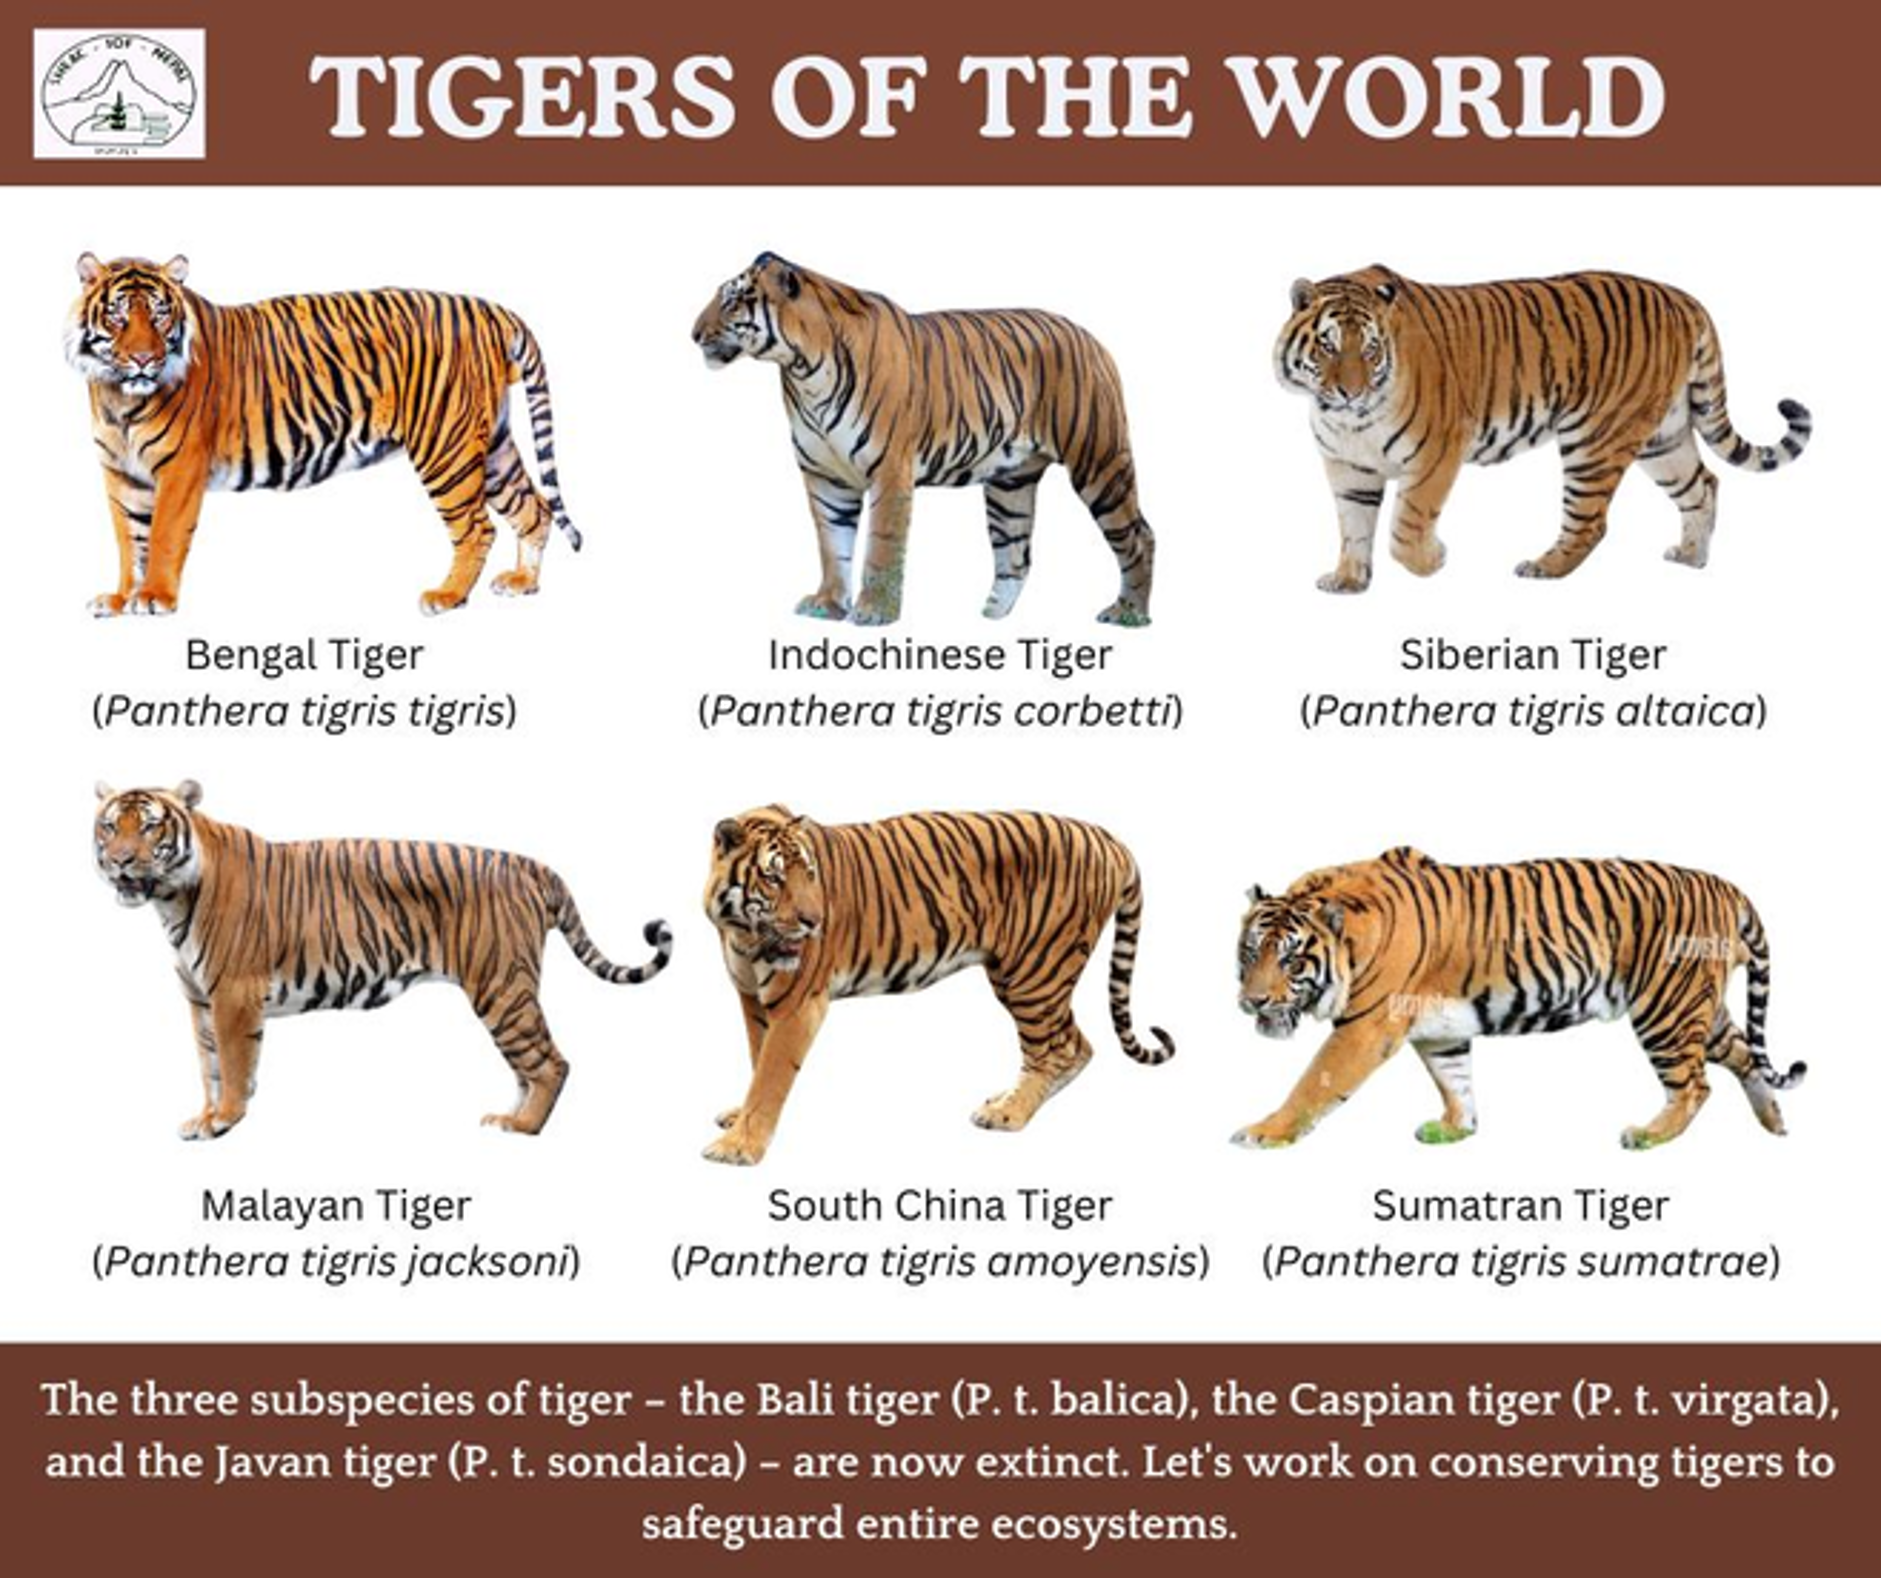 TIGERS OF THE WORLD
Bengal Tiger
(Panthera tigris tigris)
Indochinese Tiger
(Panthera tigris corbetti)
Siberian Tiger
(Panthera tigris altaica)
Malayan Tiger
(Panthera tigris jacksoni)
South China Tiger
(Panthera tigris amoyensis)
Sumatran Tiger
(Panthera tigris sumatrae)
The three subspecies of tiger – the Bali tiger (P. t. balica), the Caspian tiger (P. t. virgata),
and the Javan tiger (P. t. sondaica) – are now extinct. Let's work on conserving tigers to
safeguard entire ecosystems.